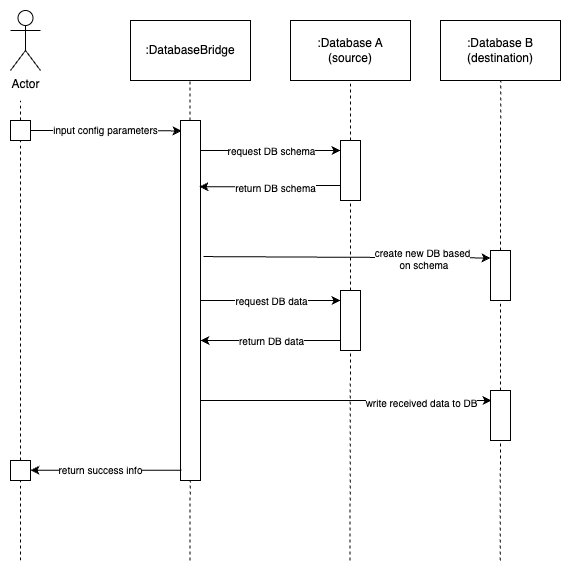 :DatabaseBridge
:Database A
(source)
:Database B
(destination)
Actor
input config parameters
request DB schema
return DB schema
create new DB based
on schema
request DB data
return DB data
write received data to DB
return success info